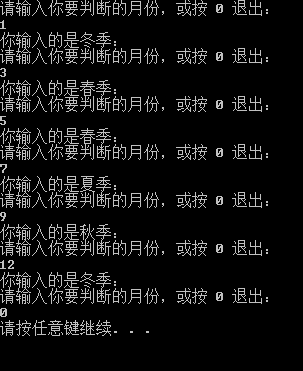 请输入你要判断的月份，或按 0 退出：
1
你输入的是冬季：
请输入你要判断的月份，或按 0 退出：
3
你输入的是春季：
请输入你要判断的月份，或按 0 退出：
5
你输入的是春季：
请输入你要判断的月份，或按 0 退出：
7
你输入的是夏季：
请输入你要判断的月份，或按 0 退出：
9
你输入的是秋季：
请输入你要判断的月份，或按 0 退出：
12
你输入的是冬季：
请输入你要判断的月份，或按 0 退出：
0
请按任意键继续. . .